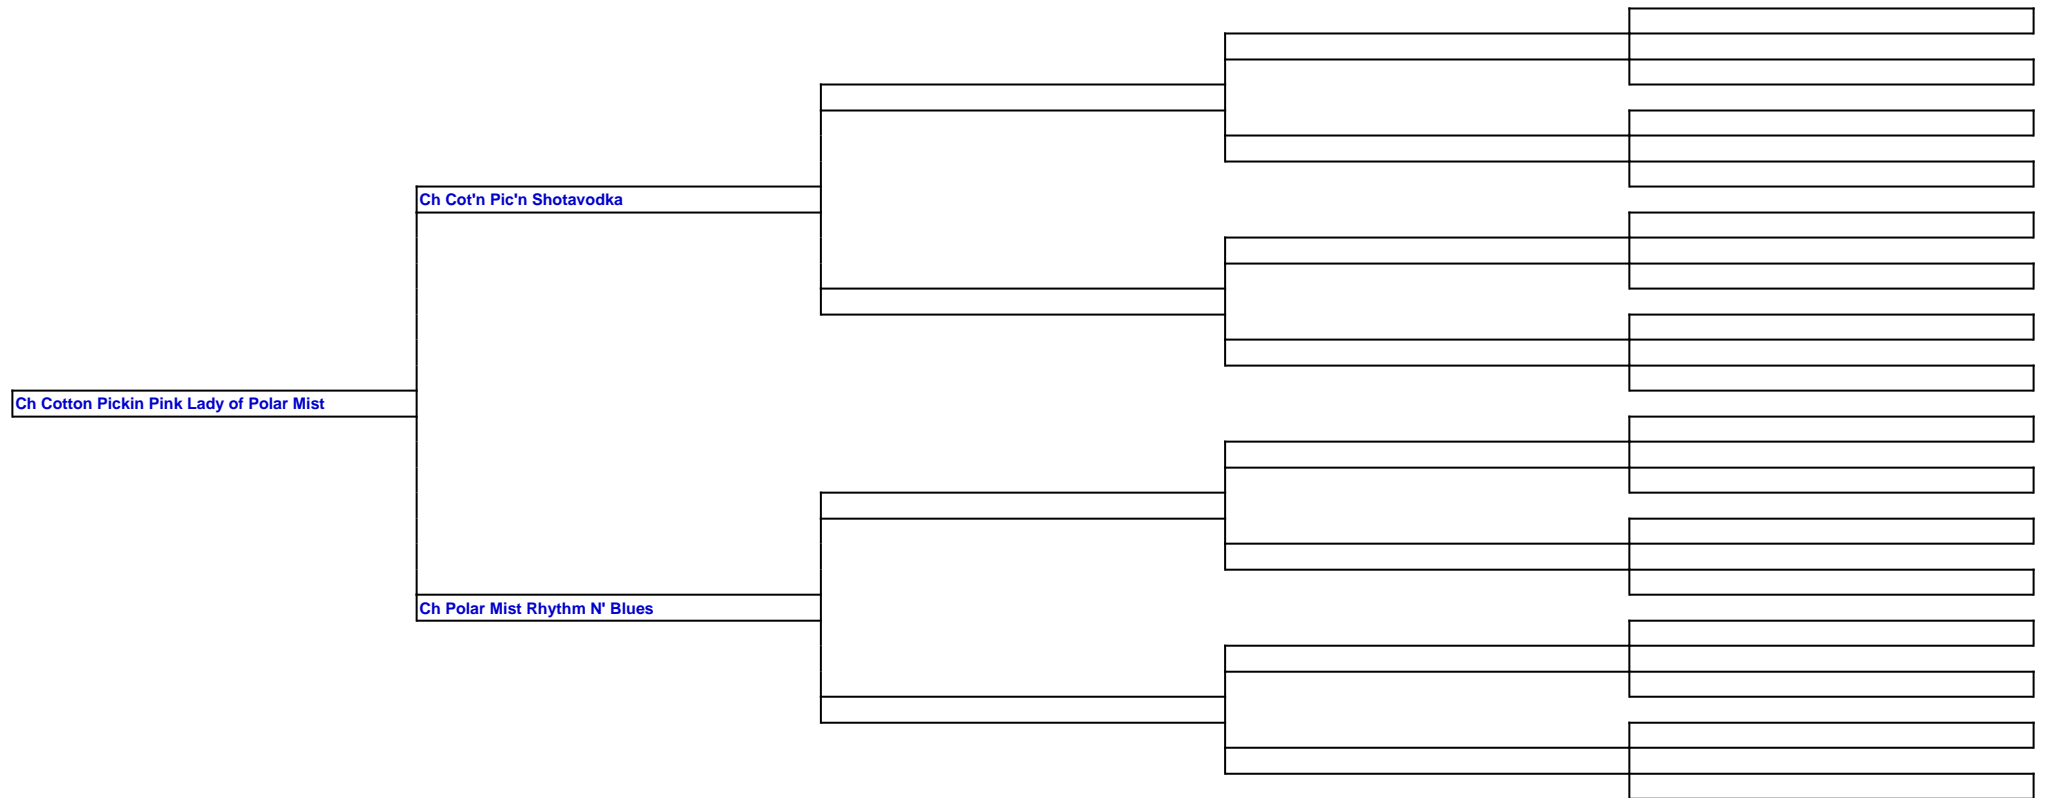 Ch Cot'n Pic'n Shotavodka
Ch Cotton Pickin Pink Lady of Polar Mist
Ch Polar Mist Rhythm N' Blues